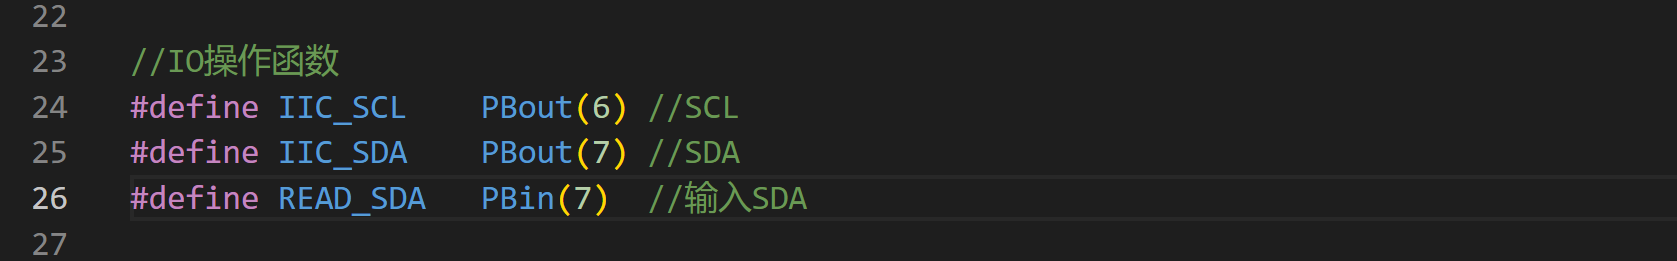 22
23 //IO操作函数
24 #define IIC_SCL    PBout(6) //SCL
25 #define IIC_SDA    PBout(7) //SDA
26 #define READ_SDA   PBin(7)  //输入SDA
27